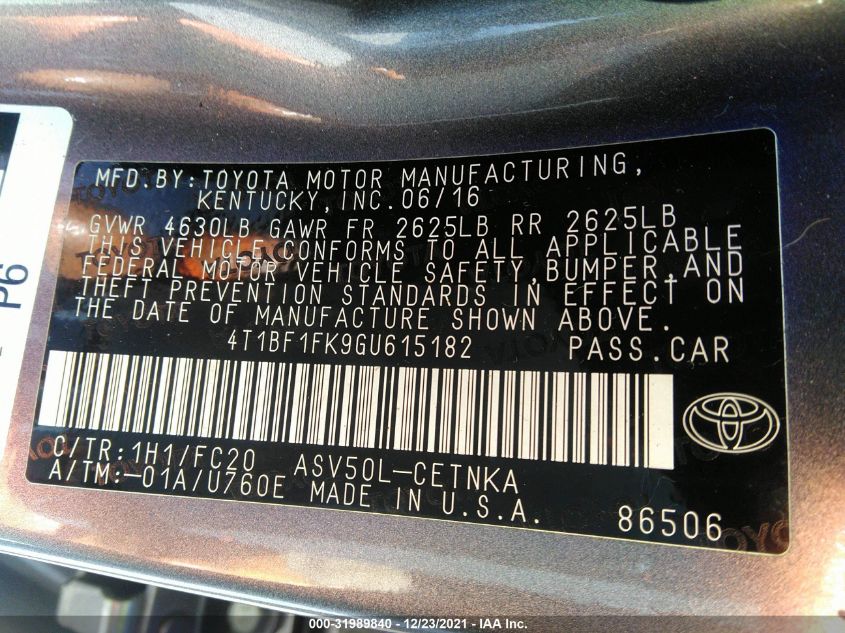 P6
MFD.BY:TOYOTA MOTOR MANUFACTURING,
KENTUCKY, INC.06/16
GVWR 4630LB GAWR FR 2625LB RR 2625LB
THIS VEHICLE CONFORMS TO ALL APPLICABLE
FEDERAL MOTOR VEHICLE SAFETY, BUMPER, AND
THEFT PREVENTION STANDARDS IN EFFECT ON
THE DATE OF MANUFACTURE SHOWN ABOVE.
4T1BF1FK9GU615182 PASS.CAR
C/TR:1H1/FC20 ASV50L-CETNKA
A/TM:-01A/U760E MADE IN U.S.A.
86506
000-31989840 - 12/23/2021 - IAA, Inc.